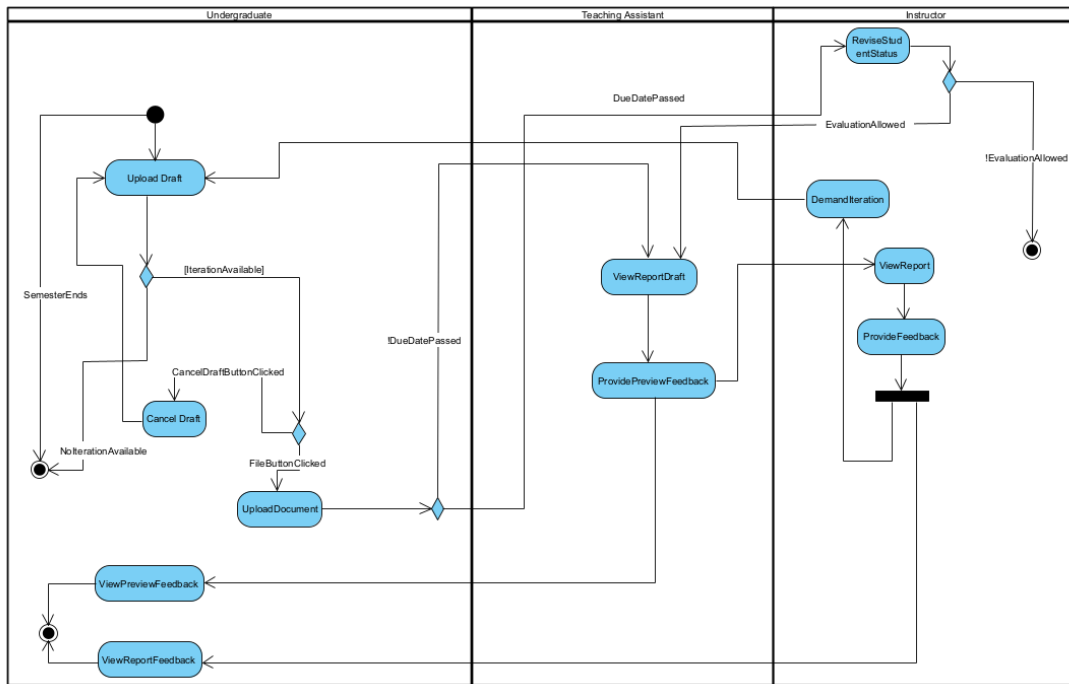 Undergraduate
Teaching Assistant
Instructor
ReviseStud
entStatus
DueDatePassed
EvaluationAllowed
!EvaluationAllowed
Upload Draft
DemandIteration
[IterationAvailable]
ViewReportDraft
ViewReport
SemesterEnds
!DueDatePassed
ProvideFeedback
CancelDraftButtonClicked
ProvidePreviewFeedback
Cancel Draft
NoIterationAvailable
FileButtonClicked
UploadDocument
ViewPreviewFeedback
ViewReportFeedback